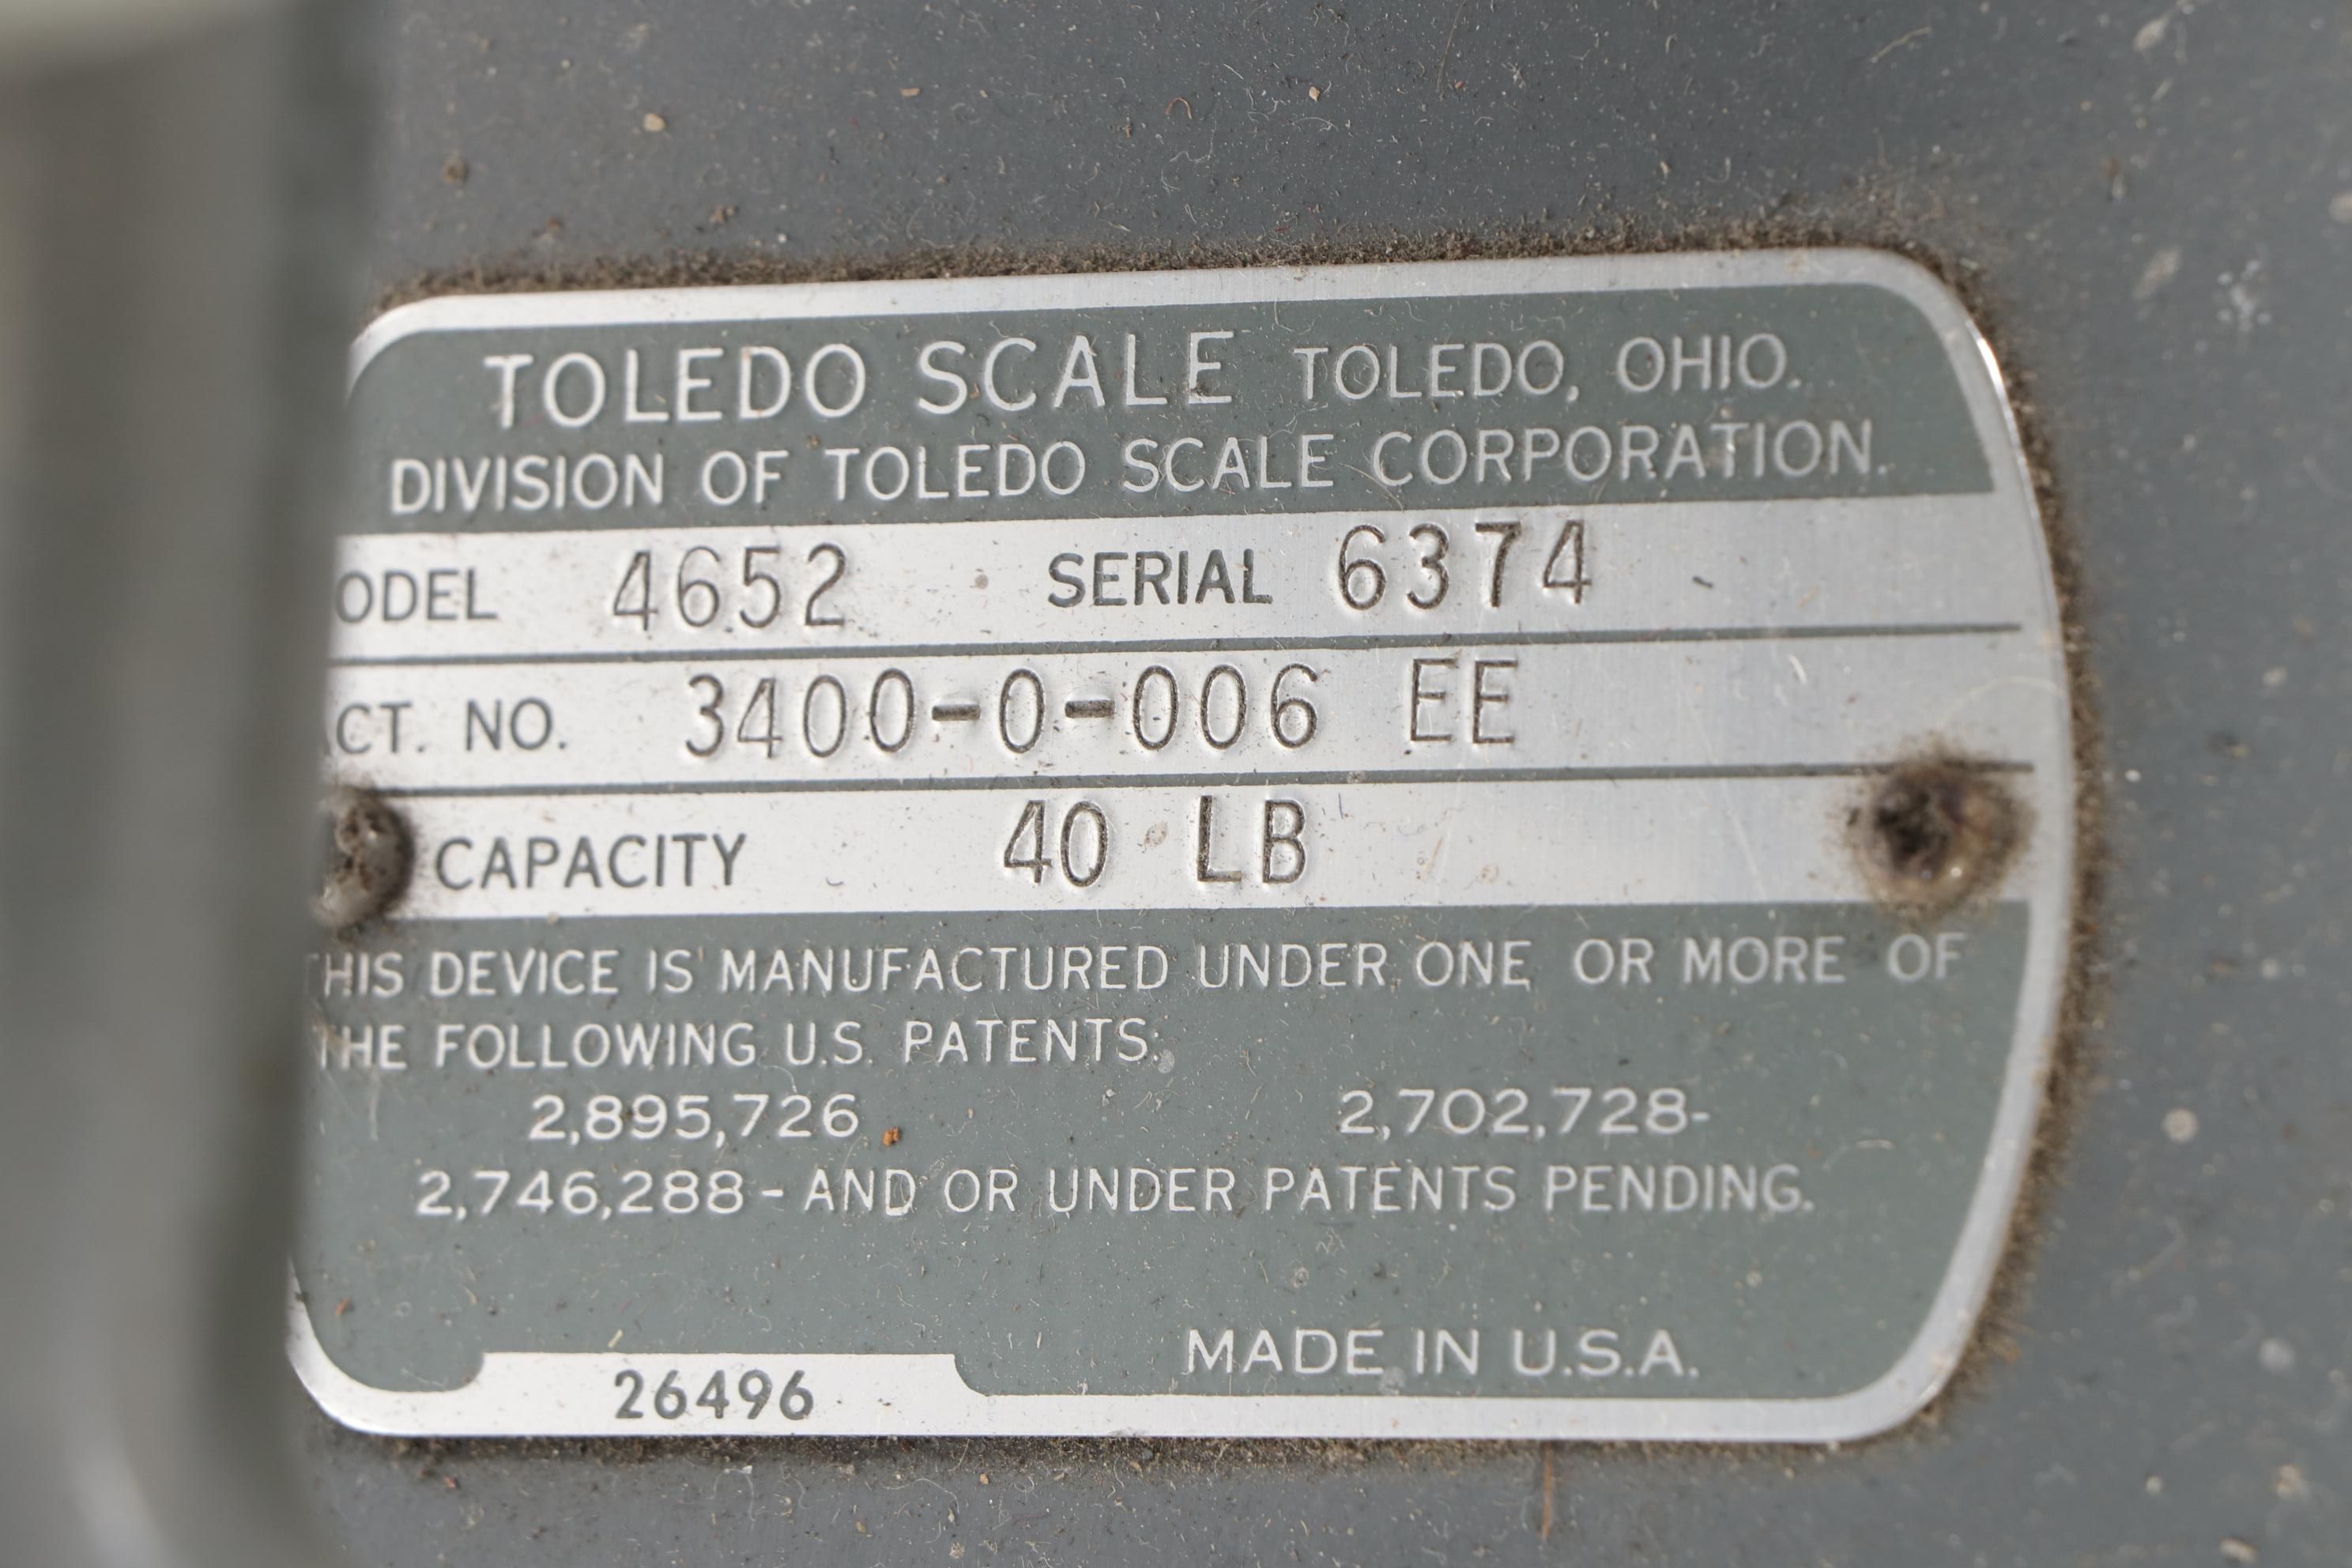 TOLEDO SCALE TOLEDO, OHIO.
DIVISION OF TOLEDO SCALE CORPORATION.
ODEL 4652 SERIAL 6374
CT. NO. 3400-0-006 EE
CAPACITY 40 LB
THIS DEVICE IS MANUFACTURED UNDER ONE OR MORE OF
THE FOLLOWING U.S. PATENTS:
2,895,726 2,702,728-
2,746,288 - AND OR UNDER PATENTS PENDING.
MADE IN U.S.A.
26496